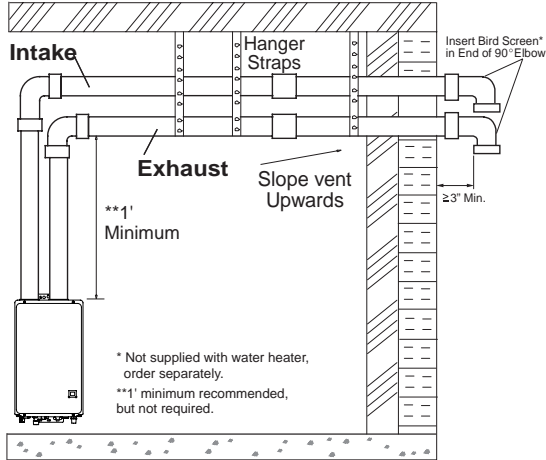 Intake
Hanger
Straps
Insert Bird Screen*
in End of 90° Elbow
Exhaust
Slope vent
Upwards
≥3" Min.
**1'
Minimum
* Not supplied with water heater,
order separately.
**1' minimum recommended,
but not required.